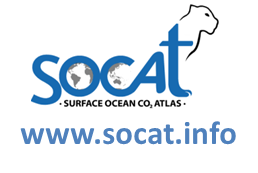 SOCAt
· SURFACE OCEAN CO₂ ATLAS ·
www.socat.info